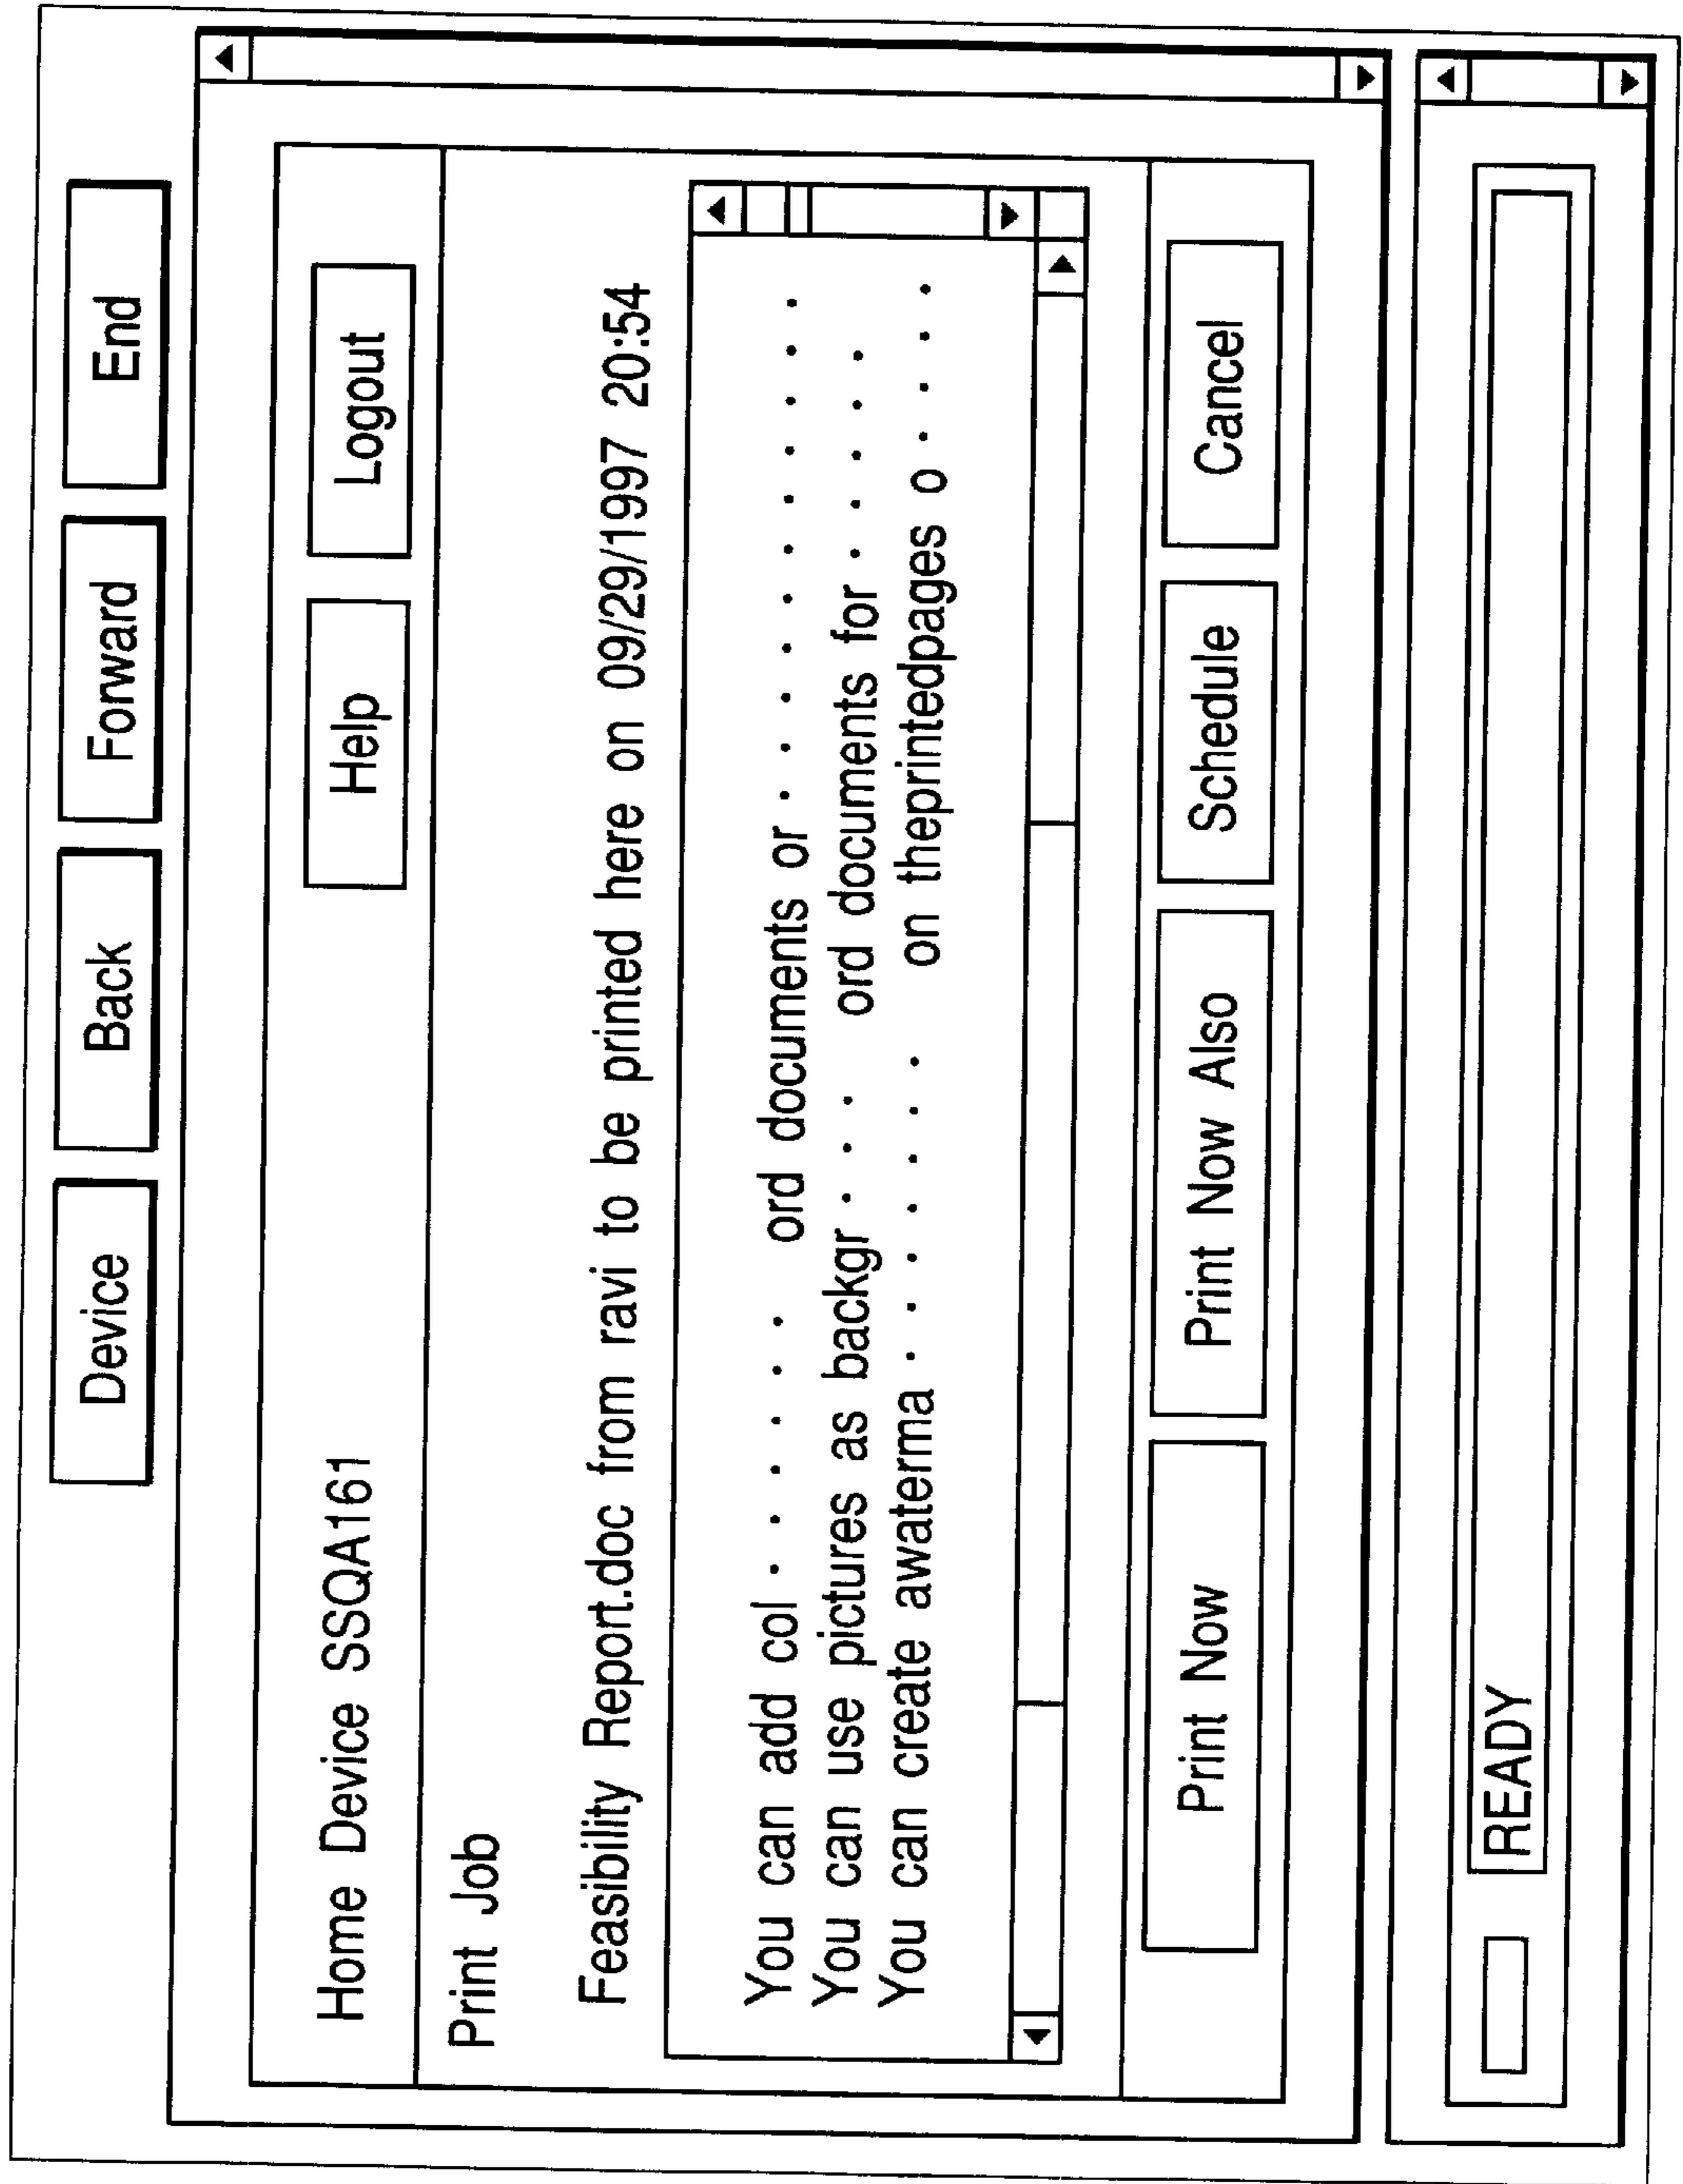 Device Back Forward End
Home Device SSQA161 Help Logout
Print Job
Feasibility Report.doc from ravi to be printed here on 09/29/1997 20:54
You can add col . . . . . . ord documents or . . . . . . . . . . .
You can use pictures as backgr . . . ord documents for . . . . .
You can create awaterma . . . . . . . on theprintedpages o . . . .
Print Now Print Now Also Schedule Cancel
READY